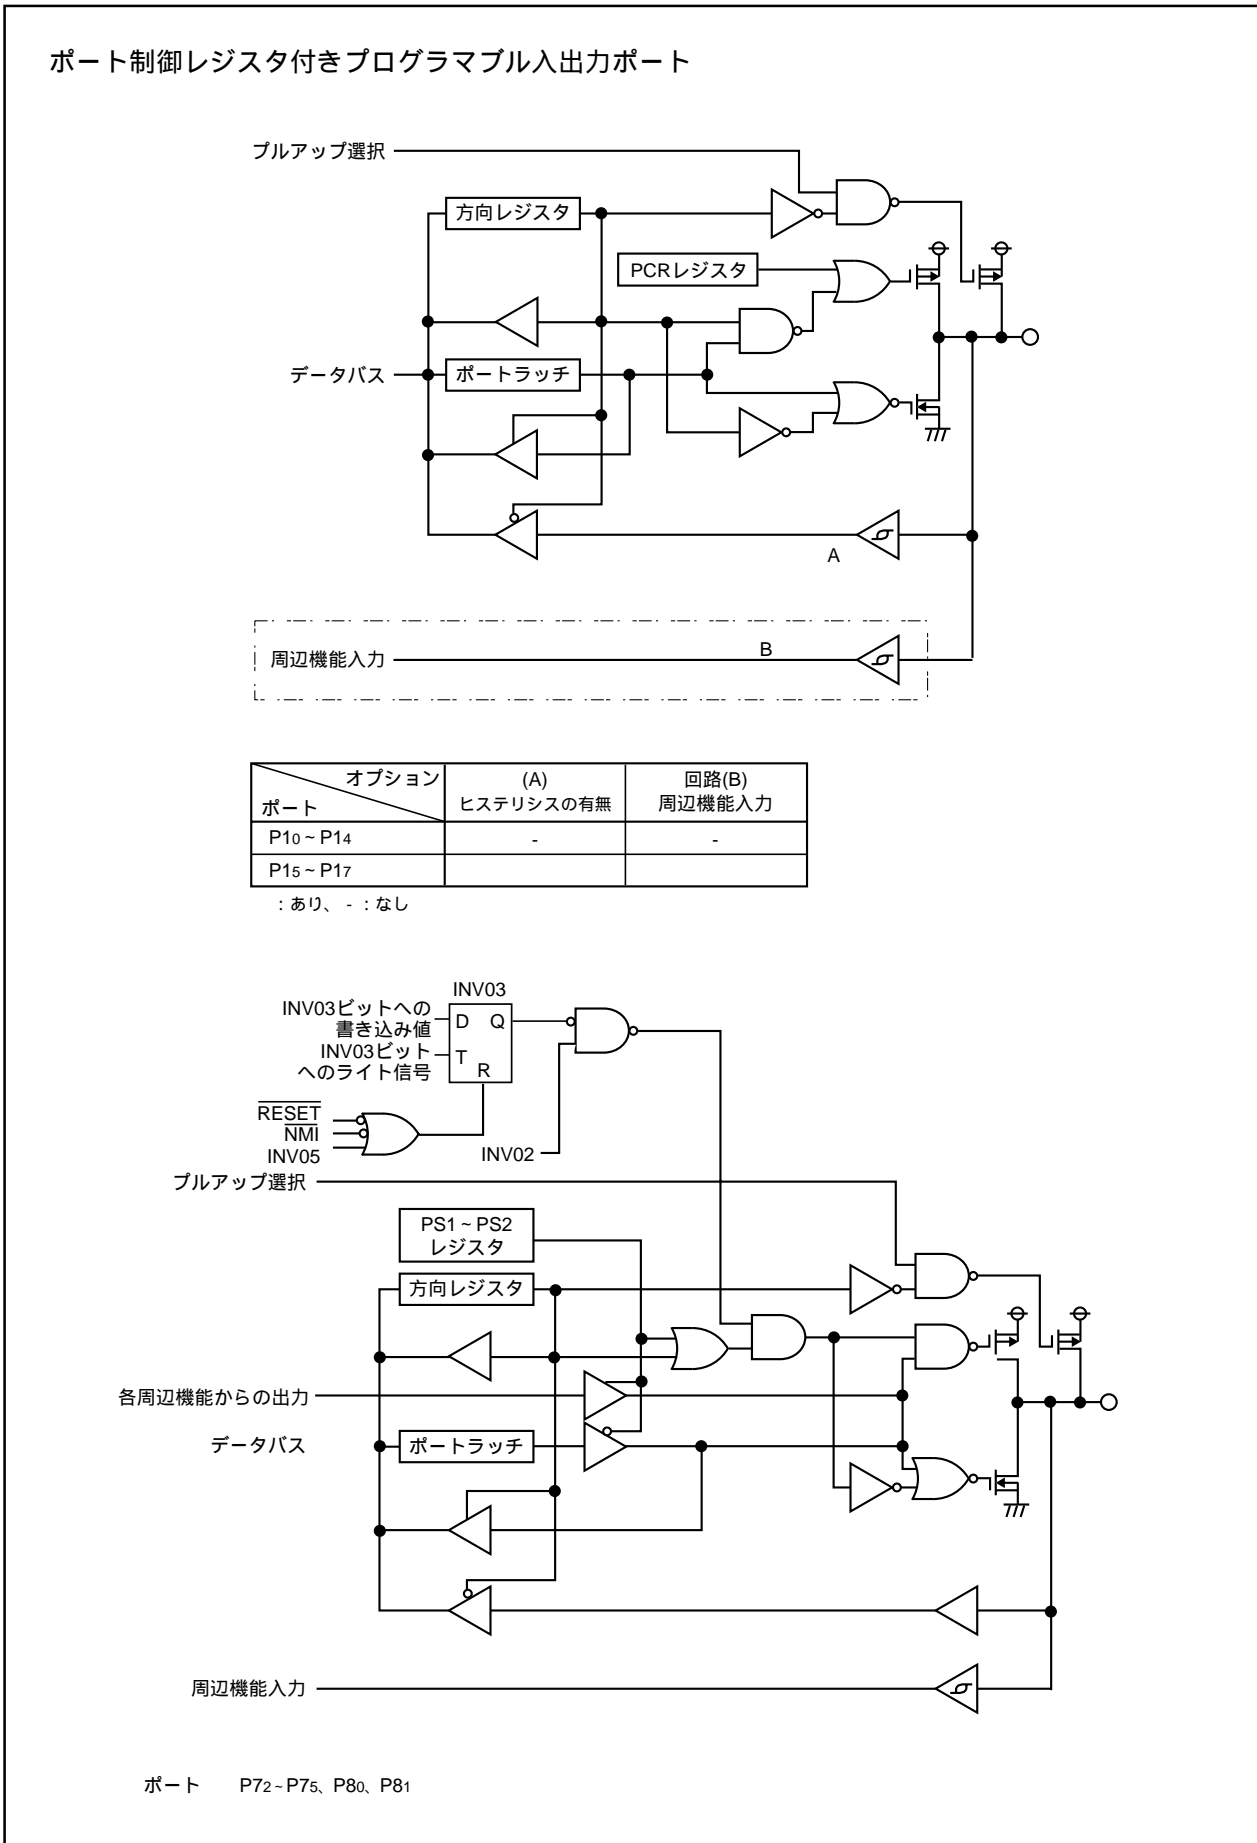 ポート制御レジスタ付きプログラマブル入出力ポート
プルアップ選択
方向レジスタ
PCRレジスタ
データバス
ポートラッチ
A
周辺機能入力
B
オプション
ポート
(A)
ヒステリシスの有無
回路(B)
周辺機能入力
P10 ~ P14
-
-
P15 ~ P17
: あり、 - : なし
INV03
INV03ビットへの
書き込み値
D Q
INV03ビット
へのライト信号
T
R
RESET
NMI
INV05
INV02
プルアップ選択
PS1 ~ PS2
レジスタ
方向レジスタ
各周辺機能からの出力
データバス
ポートラッチ
周辺機能入力
ポート P72 ~ P75、P80、P81